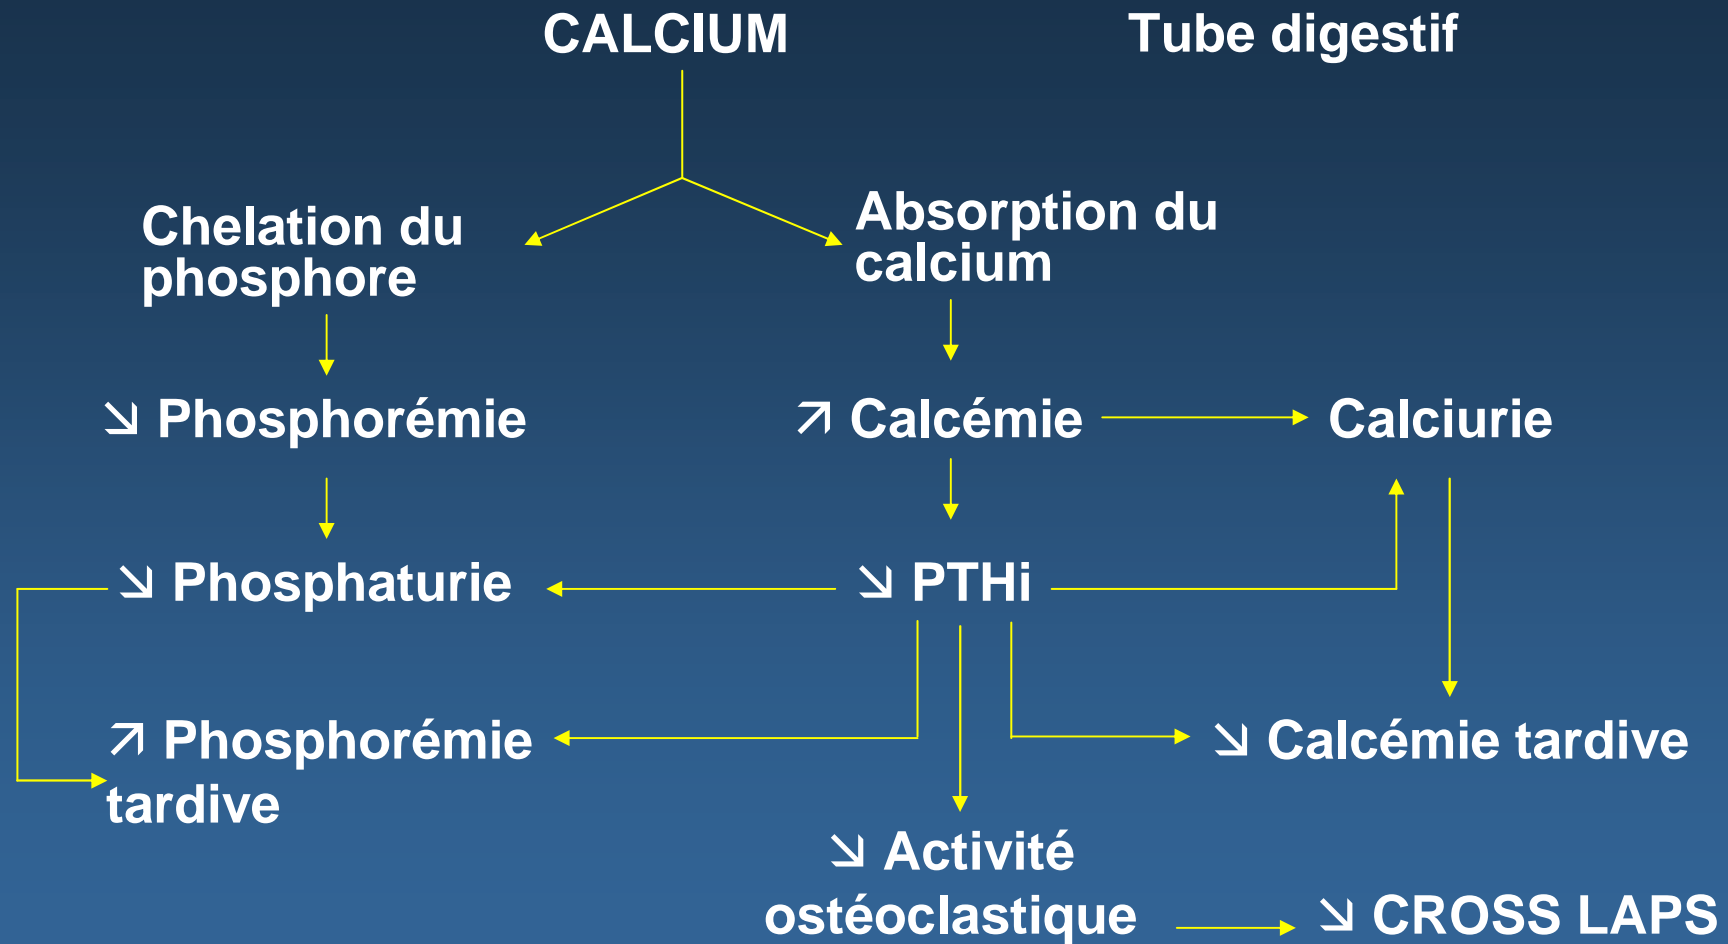 CALCIUM
Tube digestif
Chelation du
phosphore
Absorption du
calcium
↘ Phosphorémie
↗ Calcémie
Calciurie
↘ Phosphaturie
↘ PTHi
↗ Phosphorémie
tardive
↘ Calcémie tardive
↘ Activité
ostéoclastique
↘ CROSS LAPS